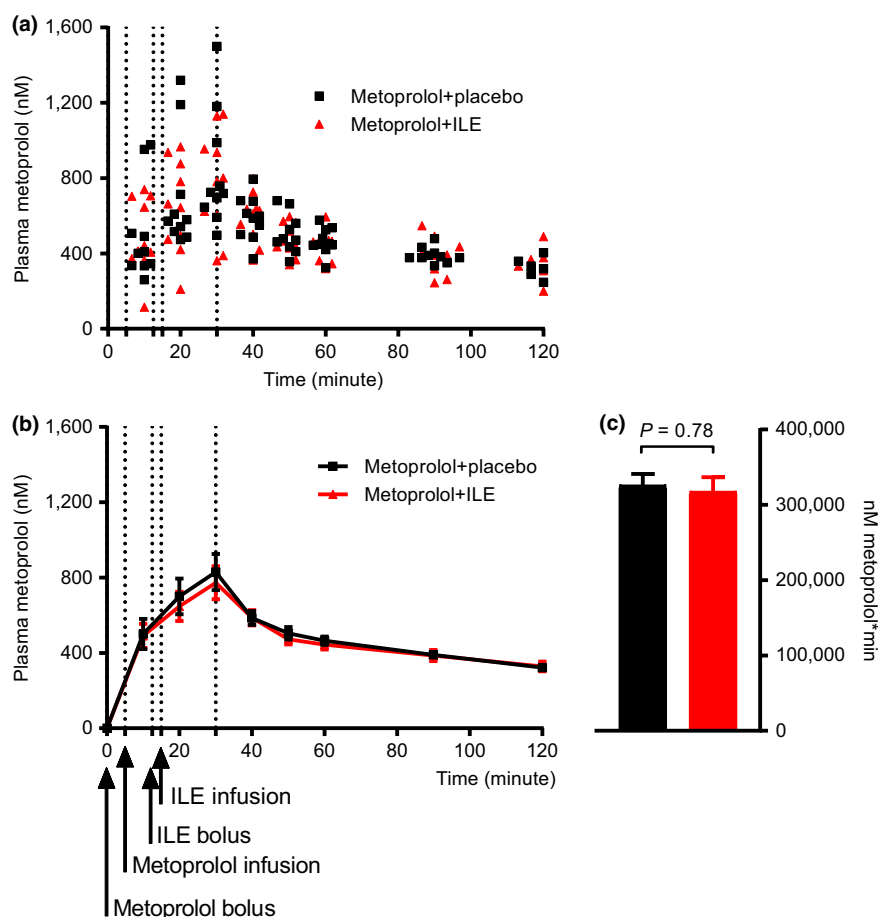 (a)
1,600
1,200
800
400
0
Plasma metoprolol (nM)
Metoprolol+placebo
Metoprolol+ILE
0 20 40 60 80 100 120
Time (minute)
(b)
1,600
1,200
800
400
0
Plasma metoprolol (nM)
Metoprolol+placebo
Metoprolol+ILE
0 20 40 60 80 100 120
Time (minute)
ILE infusion
ILE bolus
Metoprolol infusion
Metoprolol bolus
(c)
P = 0.78
400,000
300,000
200,000
100,000
0
nM metoprolol*min